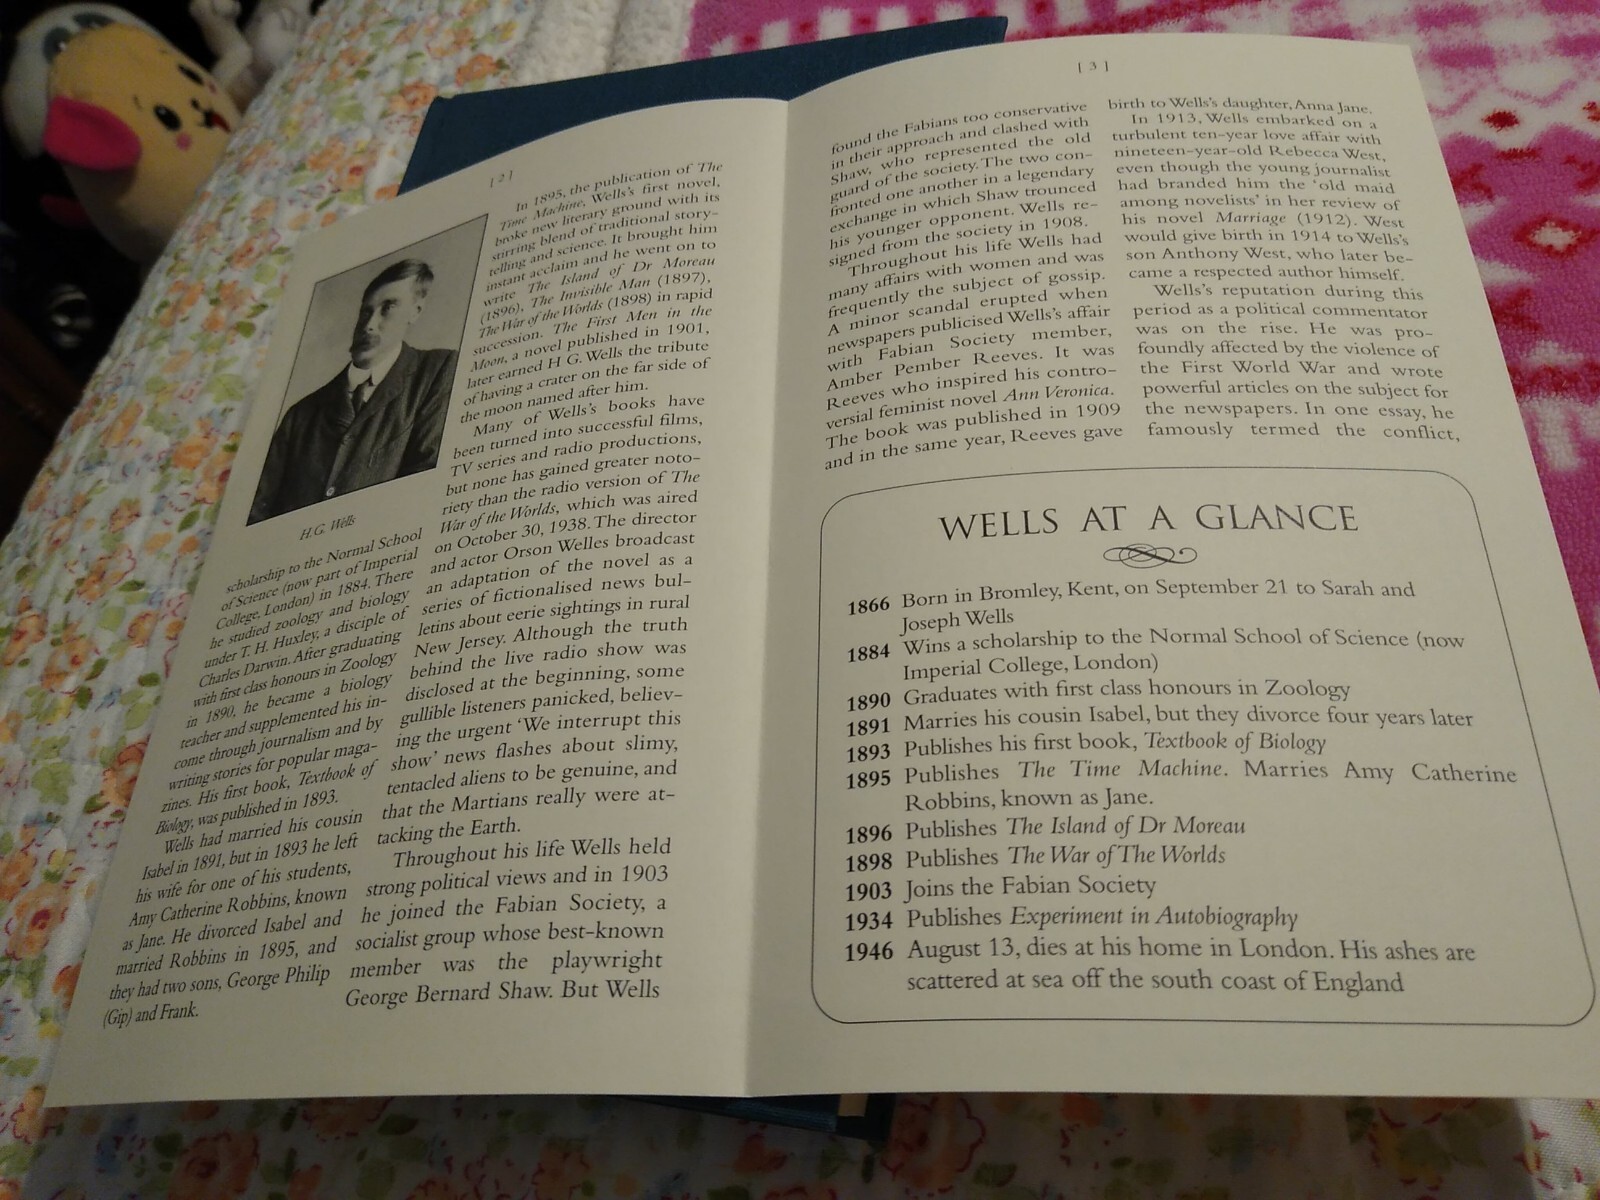 [ 2 ]
H.G. Wells
scholarship to the Normal School
of Science (now part of Imperial
College, London) in 1884. There
he studied zoology and biology
under T. H. Huxley, a disciple of
Charles Darwin. After graduating
with first class honours in Zoology
in 1890, he became a biology
teacher and supplemented his in-
come through journalism and by
writing stories for popular maga-
zines. His first book, Textbook of
Biology, was published in 1893.
Wells had married his cousin
Isabel in 1891, but in 1893 he left
his wife for one of his students,
Amy Catherine Robbins, known
as Jane. He divorced Isabel and
married Robbins in 1895, and
they had two sons, George Philip
(Gip) and Frank.
In 1895, the publication of The
Time Machine, Wells's first novel,
broke new literary ground with its
stirring blend of traditional story-
telling and science. It brought him
instant acclaim and he went on to
write The Island of Dr Moreau
(1896), The Invisible Man (1897),
The War of the Worlds (1898) in rapid
succession. The First Men in the
Moon, a novel published in 1901,
later earned H G. Wells the tribute
of having a crater on the far side of
the moon named after him.
Many of Wells's books have
been turned into successful films,
TV series and radio productions,
but none has gained greater noto-
riety than the radio version of The
War of the Worlds, which was aired
on October 30, 1938. The director
and actor Orson Welles broadcast
an adaptation of the novel as a
series of fictionalised news bul-
letins about eerie sightings in rural
New Jersey. Although the truth
behind the live radio show was
disclosed at the beginning, some
gullible listeners panicked, believ-
ing the urgent 'We interrupt this
show' news flashes about slimy,
tentacled aliens to be genuine, and
that the Martians really were at-
tacking the Earth.
Throughout his life Wells held
strong political views and in 1903
he joined the Fabian Society, a
socialist group whose best-known
member was the playwright
George Bernard Shaw. But Wells
[ 3 ]
found the Fabians too conservative
in their approach and clashed with
Shaw, who represented the old
guard of the society. The two con-
fronted one another in a legendary
exchange in which Shaw trounced
his younger opponent. Wells re-
signed from the society in 1908.
Throughout his life Wells had
many affairs with women and was
frequently the subject of gossip.
A minor scandal erupted when
newspapers publicised Wells's affair
with Fabian Society member,
Amber Pember Reeves. It was
Reeves who inspired his contro-
versial feminist novel Ann Veronica.
The book was published in 1909
and in the same year, Reeves gave
birth to Wells's daughter, Anna Jane.
In 1913, Wells embarked on a
turbulent ten-year love affair with
nineteen-year-old Rebecca West,
even though the young journalist
had branded him the 'old maid
among novelists' in her review of
his novel Marriage (1912). West
would give birth in 1914 to Wells's
son Anthony West, who later be-
came a respected author himself.
Wells's reputation during this
period as a political commentator
was on the rise. He was pro-
foundly affected by the violence of
the First World War and wrote
powerful articles on the subject for
the newspapers. In one essay, he
famously termed the conflict,
WELLS AT A GLANCE
1866 Born in Bromley, Kent, on September 21 to Sarah and
Joseph Wells
1884 Wins a scholarship to the Normal School of Science (now
Imperial College, London)
1890 Graduates with first class honours in Zoology
1891 Marries his cousin Isabel, but they divorce four years later
1893 Publishes his first book, Textbook of Biology
1895 Publishes The Time Machine. Marries Amy Catherine
Robbins, known as Jane.
1896 Publishes The Island of Dr Moreau
1898 Publishes The War of The Worlds
1903 Joins the Fabian Society
1934 Publishes Experiment in Autobiography
1946 August 13, dies at his home in London. His ashes are
scattered at sea off the south coast of England